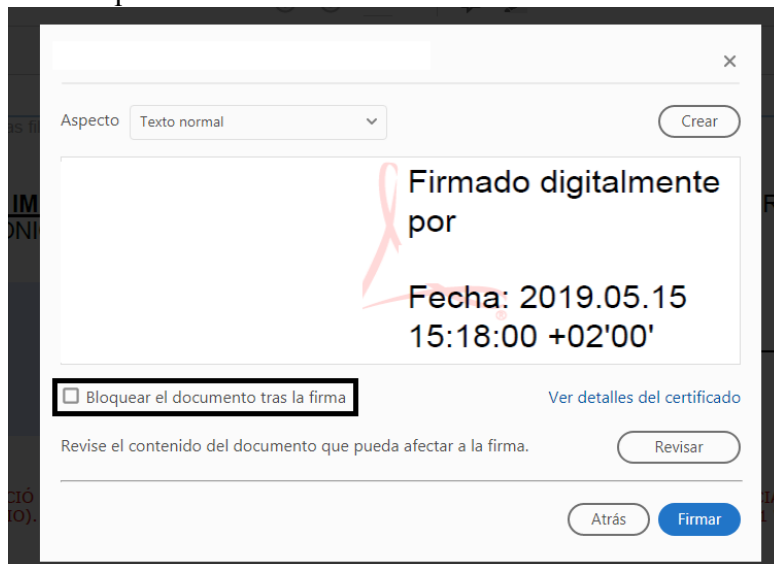 Aspecto Texto normal Crear
Firmado digitalmente
por
Fecha: 2019.05.15
15:18:00 +02'00'
Bloquear el documento tras la firma Ver detalles del certificado
Revise el contenido del documento que pueda afectar a la firma. Revisar
Atrás Firmar